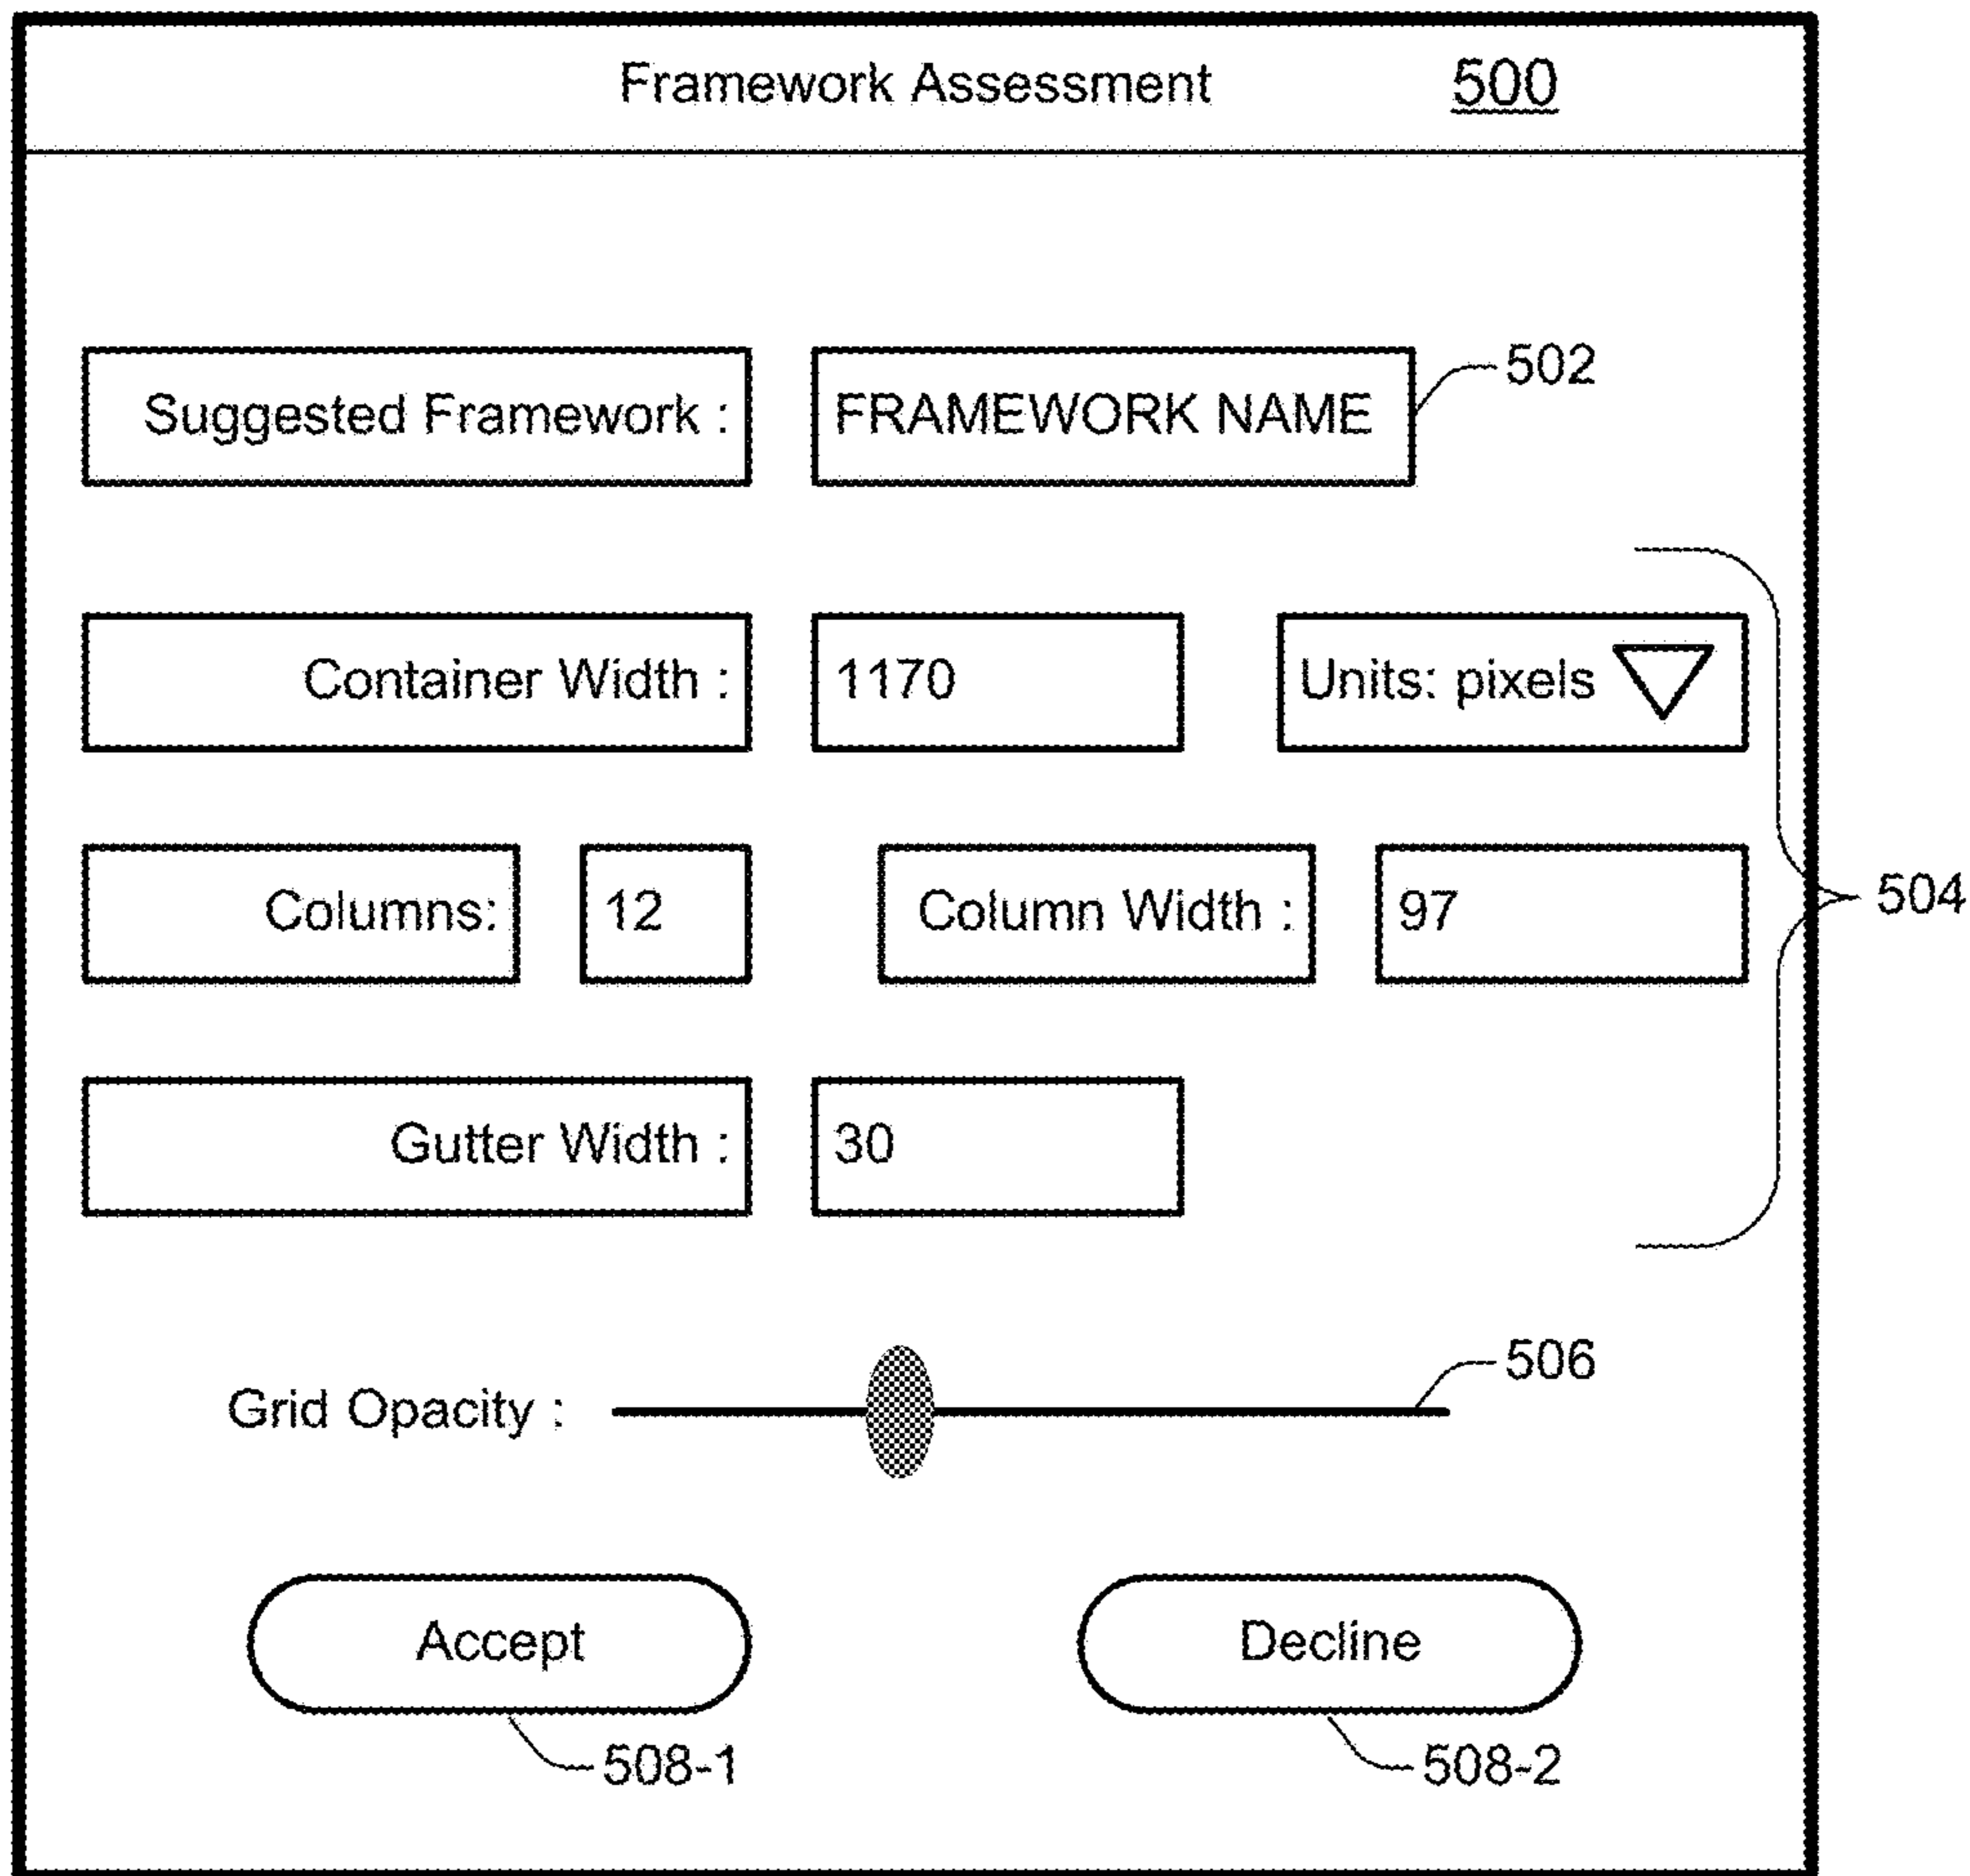 Framework Assessment 500
Suggested Framework : FRAMEWORK NAME 502
Container Width : 1170 Units: pixels
Columns: 12 Column Width : 97 504
Gutter Width : 30
Grid Opacity : 506
Accept Decline
508-1 508-2